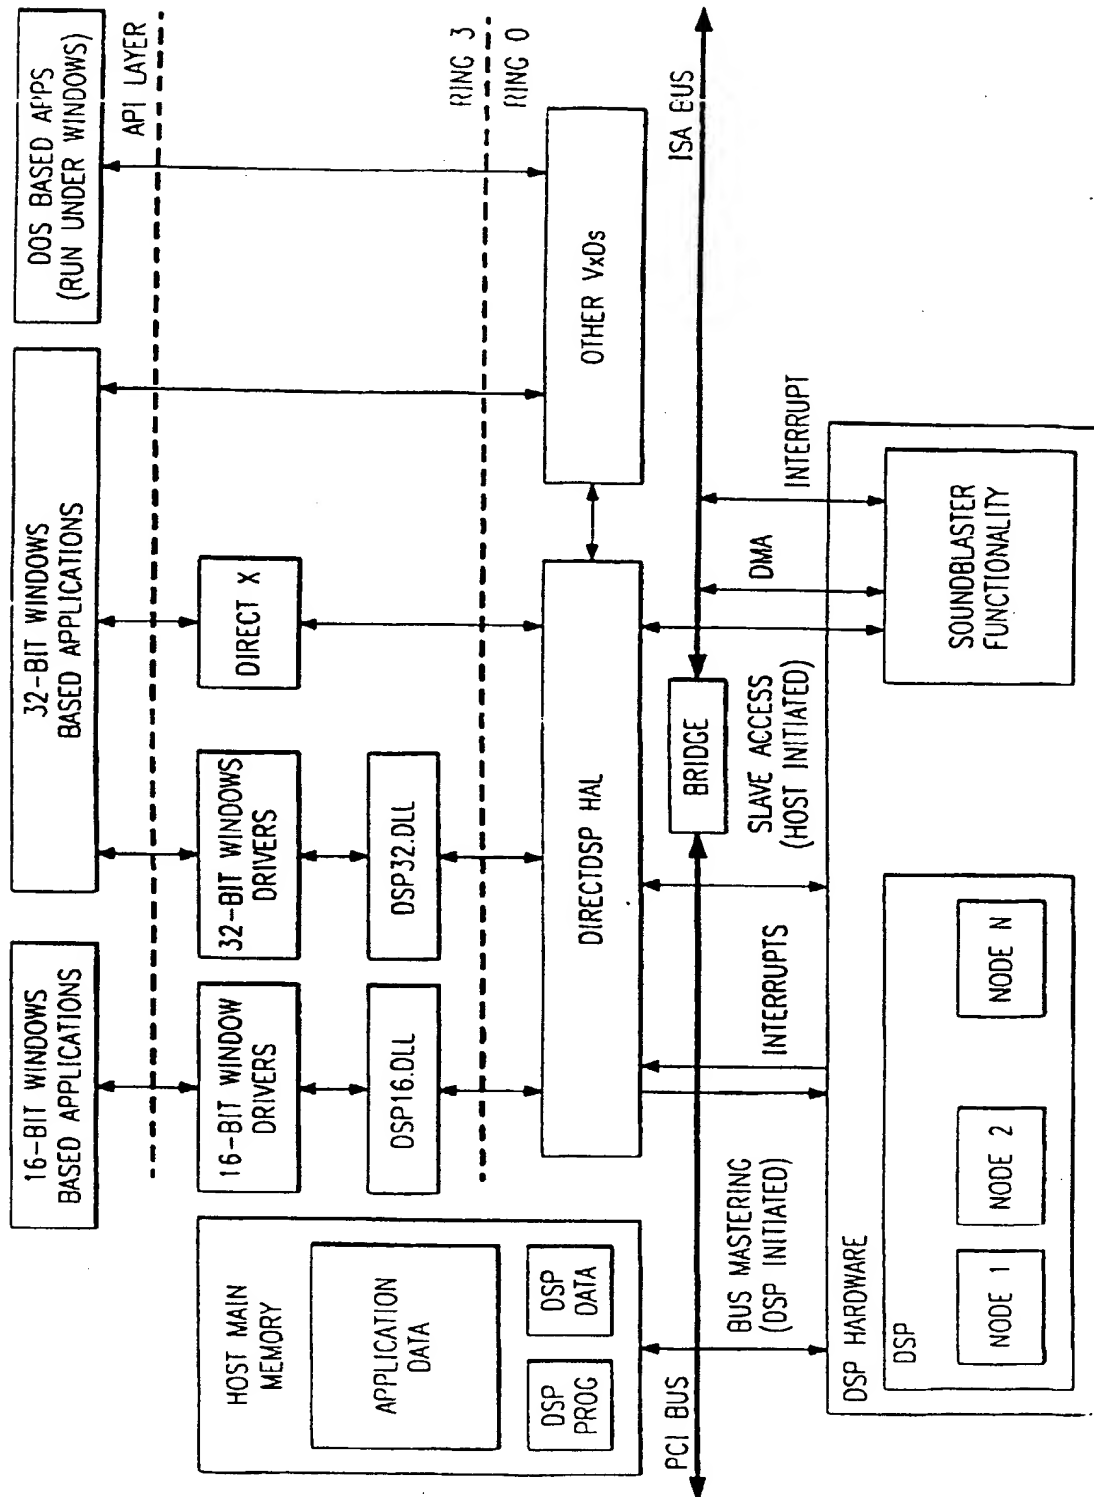 16-BIT WINDOWS
BASED APPLICATIONS
32-BIT WINDOWS
BASED APPLICATIONS
DOS BASED APPS
(RUN UNDER WINDOWS)
API LAYER
HOST MAIN
MEMORY
APPLICATION
DATA
DSP
PROG
DSP
DATA
16-BIT WINDOW
DRIVERS
32-BIT WINDOWS
DRIVERS
DIRECT X
DSP16.DLL
DSP32.DLL
RING 3
RING 0
DIRECTDSP HAL
OTHER VxDs
PCI BUS
BRIDGE
ISA BUS
BUS MASTERING
(DSP INITIATED)
INTERRUPTS
SLAVE ACCESS
(HOST INITIATED)
DMA
INTERRUPT
DSP HARDWARE
DSP
NODE 1
NODE 2
NODE N
SOUNDBLASTER
FUNCTIONALITY